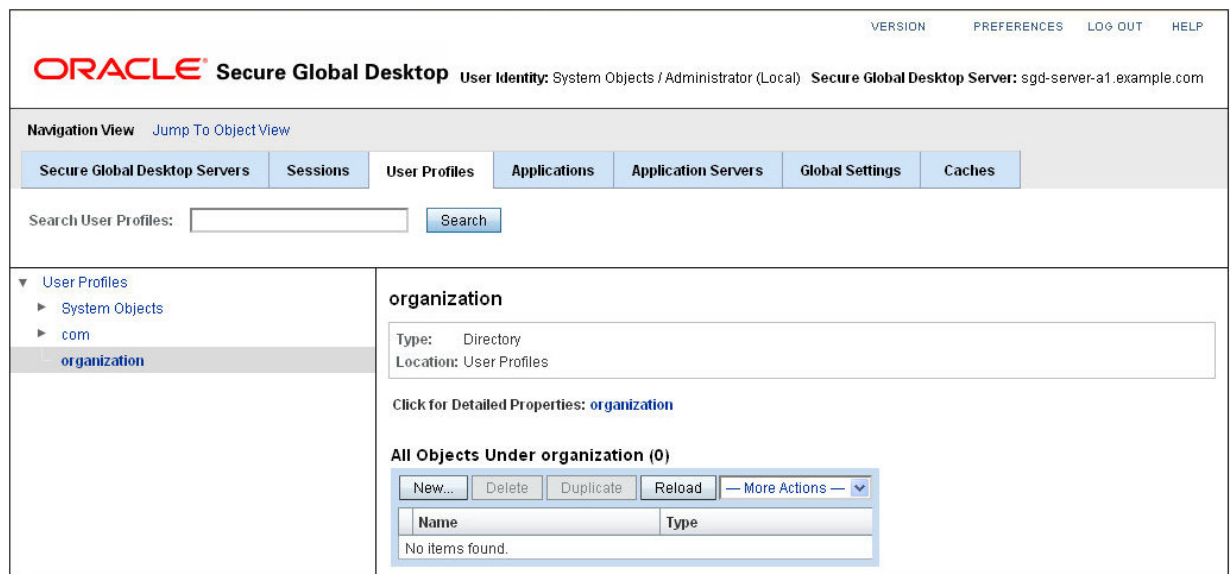 VERSION PREFERENCES LOG OUT HELP
ORACLE® Secure Global Desktop User Identity: System Objects / Administrator (Local) Secure Global Desktop Server: sgd-server-a1.example.com
Navigation View Jump To Object View
Secure Global Desktop Servers Sessions User Profiles Applications Application Servers Global Settings Caches
Search User Profiles: Search
User Profiles
System Objects
com
organization
organization
Type: Directory
Location: User Profiles
Click for Detailed Properties: organization
All Objects Under organization (0)
New... Delete Duplicate Reload — More Actions —
Name Type
No items found.